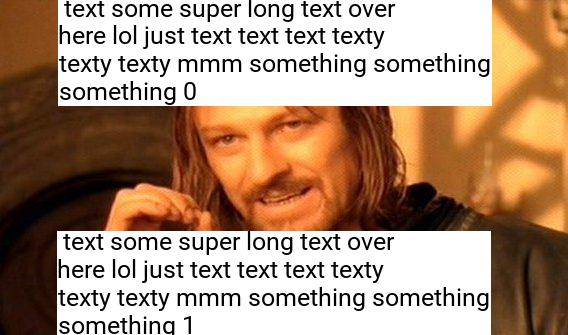 text some super long text over
here lol just text text text texty
texty texty mmm something something
something 0
text some super long text over
here lol just text text text texty
texty texty mmm something something
something 1